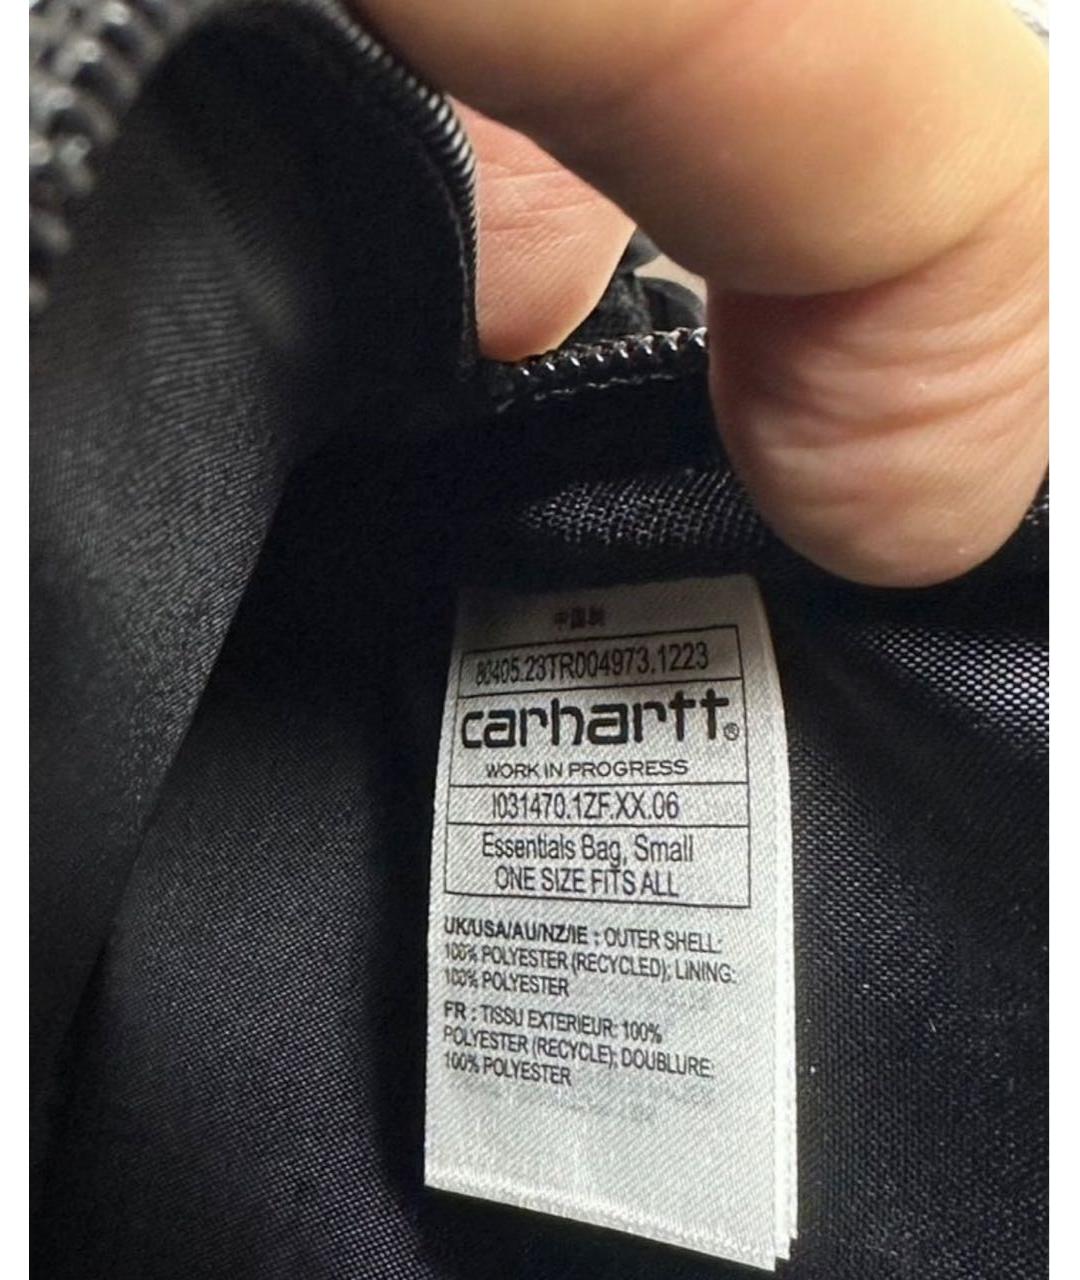 中国制
80405.23TR004973.1223
carhartt®
WORK IN PROGRESS
I031470.1ZF.XX.06
Essentials Bag, Small
ONE SIZE FITS ALL
UK/USA/AU/NZ/IE : OUTER SHELL:
100% POLYESTER (RECYCLED); LINING:
100% POLYESTER
FR : TISSU EXTERIEUR: 100%
POLYESTER (RECYCLE); DOUBLURE:
100% POLYESTER